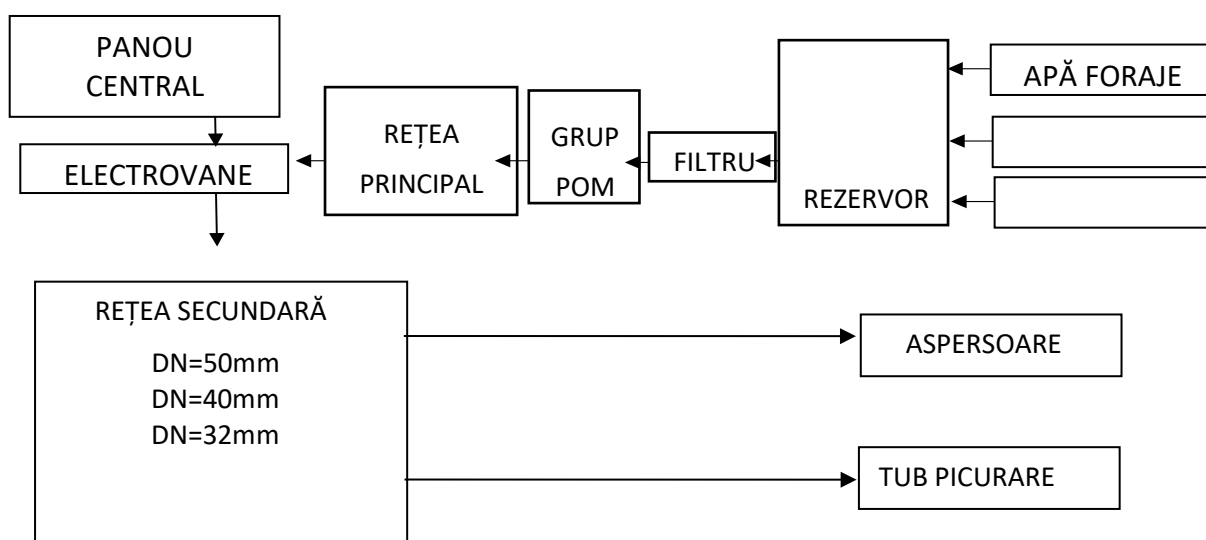 PANOU
CENTRAL
ELECTROVANE
REȚEA
PRINCIPAL
GRUP
POM
FILTRU
REZERVOR
APĂ FORAJE
REȚEA SECUNDARĂ
DN=50mm
DN=40mm
DN=32mm
ASPERSOARE
TUB PICURARE